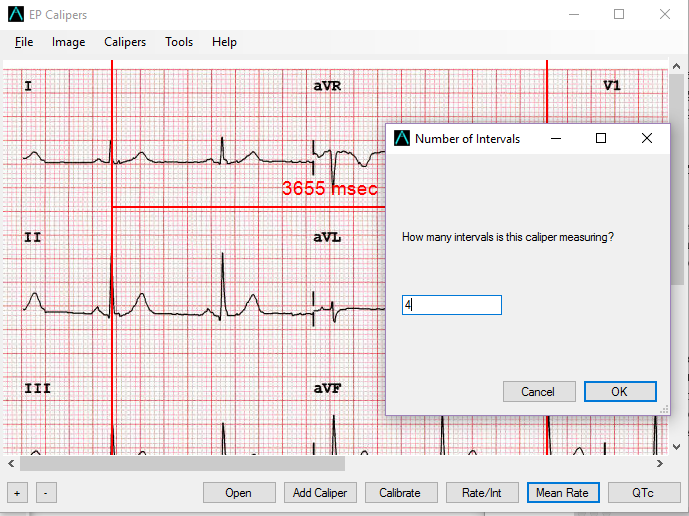 EP Calipers
File Image Calipers Tools Help
I aVR V1
Number of Intervals
3655 msec
How many intervals is this caliper measuring?
II aVL
4
III aVF
Cancel OK
+ - Open Add Caliper Calibrate Rate/Int Mean Rate QTc